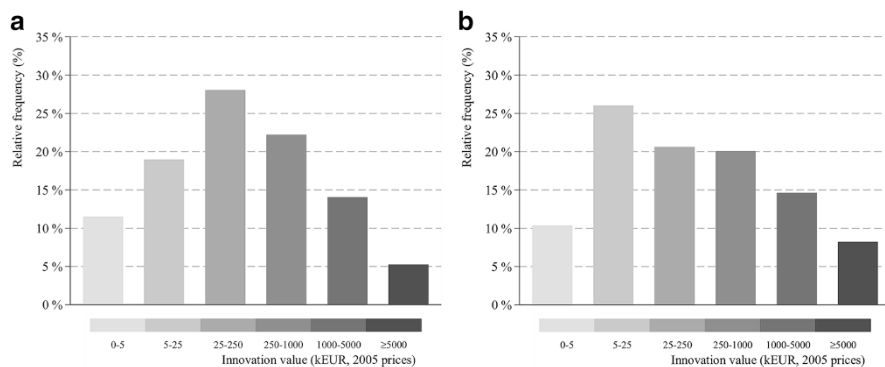 a
Relative frequency (%)
35 %
30 %
25 %
20 %
15 %
10 %
5 %
0 %
0-5 5-25 25-250 250-1000 1000-5000 ≥5000
Innovation value (kEUR, 2005 prices)
b
Relative frequency (%)
35 %
30 %
25 %
20 %
15 %
10 %
5 %
0 %
0-5 5-25 25-250 250-1000 1000-5000 ≥5000
Innovation value (kEUR, 2005 prices)